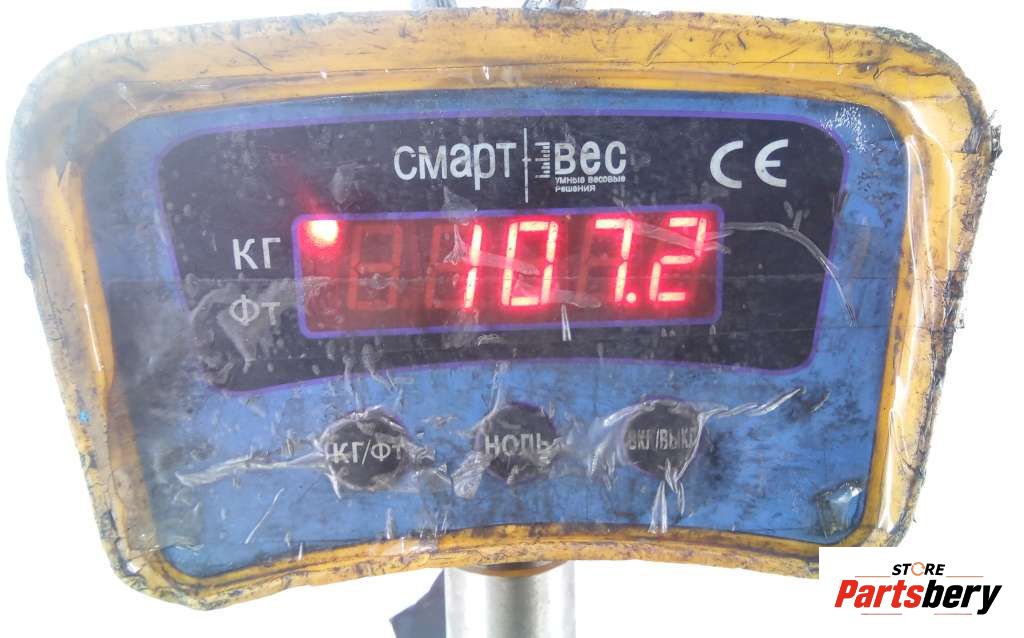 смарт вес
умные весовые
решения
CE
кг
107.2
Фт
КГ/ФТ НОЛЬ ВКЛ/ВЫКЛ
STORE
Partsbery